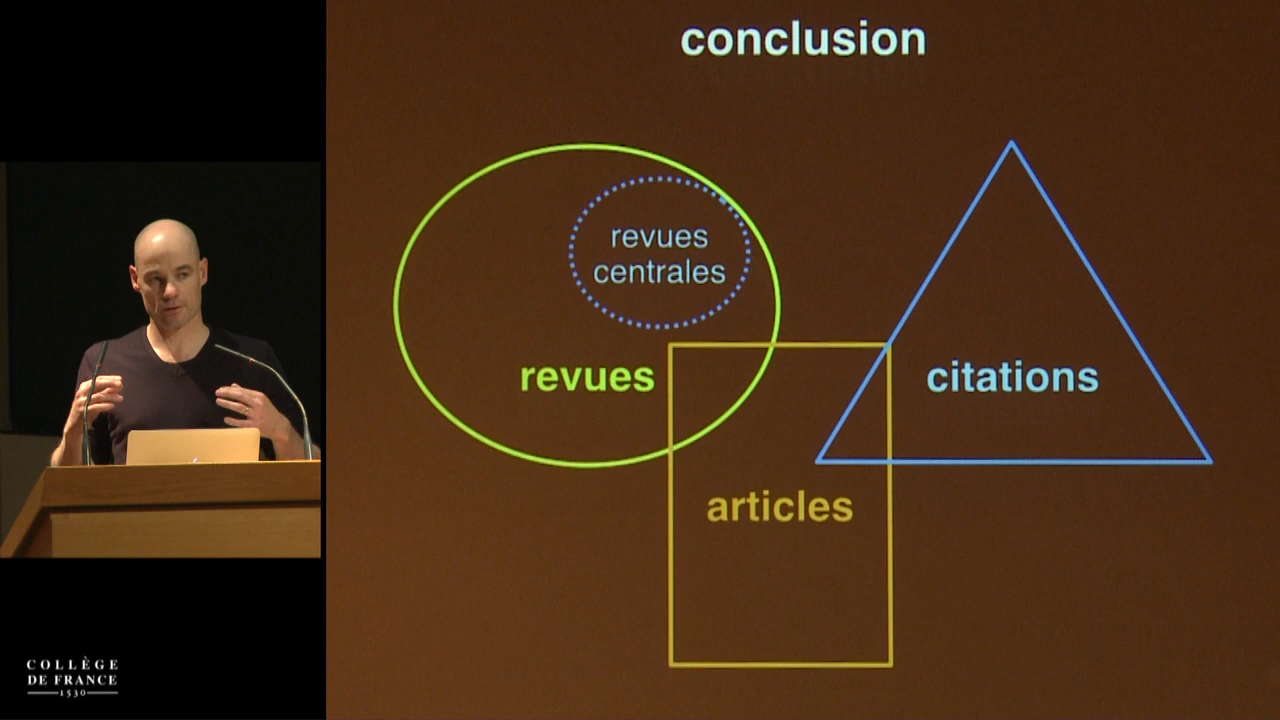 conclusion
revues
centrales
revues
citations
articles
COLLÈGE
DE FRANCE
1530